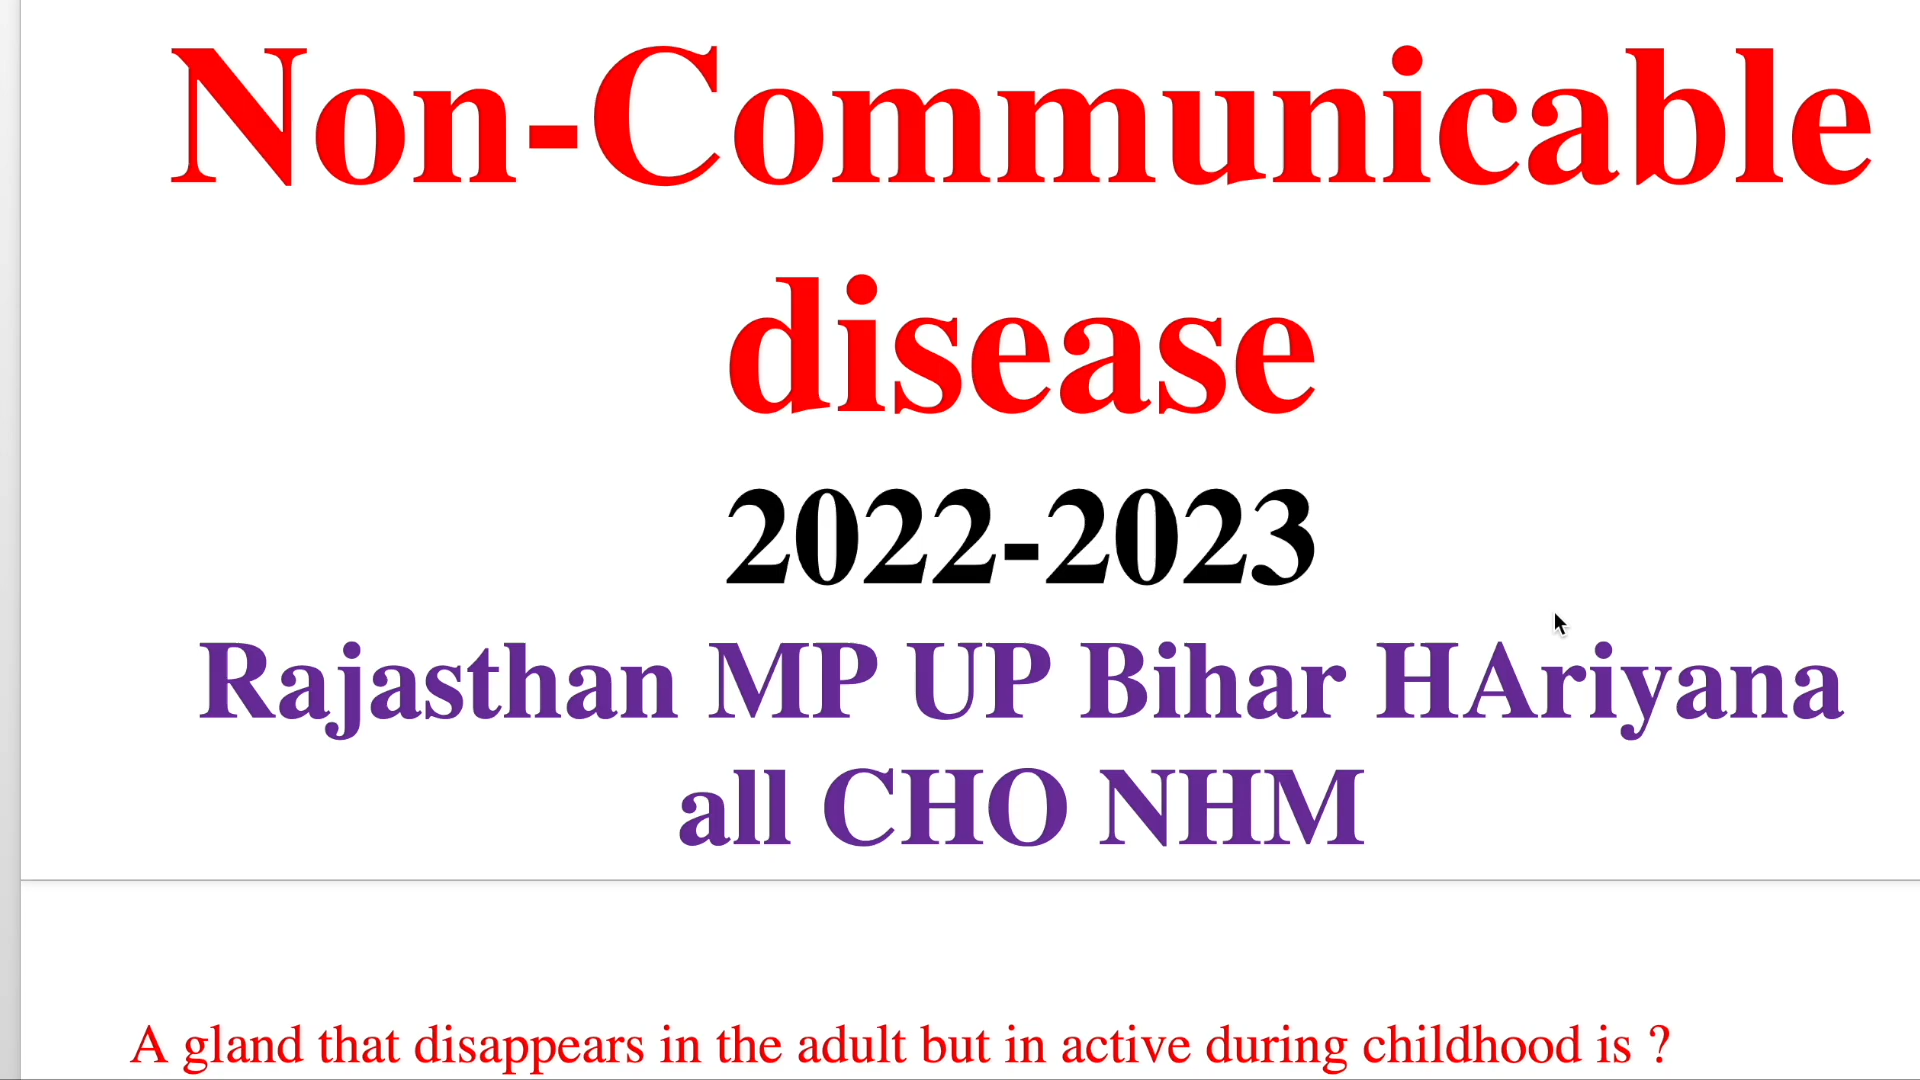 Non-Communicable
disease
2022-2023
Rajasthan MP UP Bihar HAriyana
all CHO NHM
A gland that disappears in the adult but in active during childhood is ?